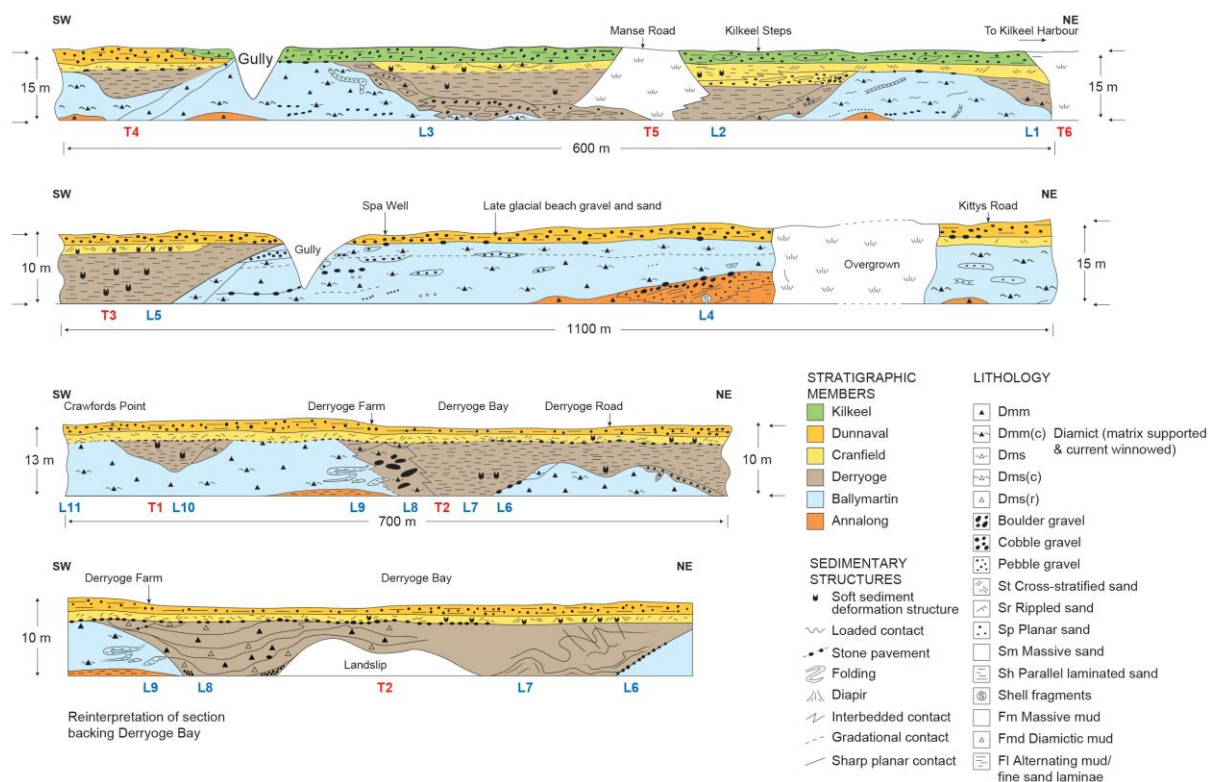 SW
NE
Manse Road
Kilkeel Steps
To Kilkeel Harbour
Gully
15 m
15 m
T4
L3
T5
L2
L1
T6
600 m
SW
NE
Spa Well
Late glacial beach gravel and sand
Kittys Road
Gully
Overgrown
10 m
15 m
T3
L5
L4
1100 m
SW
NE
Crawfords Point
Derryoge Farm
Derryoge Bay
Derryoge Road
13 m
10 m
L11
T1
L10
L9
L8
T2
L7
L6
700 m
SW
NE
Derryoge Farm
Derryoge Bay
10 m
Landslip
L9
L8
T2
L7
L6
Reinterpretation of section
backing Derryoge Bay
STRATIGRAPHIC
MEMBERS
Kilkeel
Dunnaval
Cranfield
Derryoge
Ballymartin
Annalong
SEDIMENTARY
STRUCTURES
Soft sediment
deformation structure
Loaded contact
Stone pavement
Folding
Diapir
Interbedded contact
Gradational contact
Sharp planar contact
LITHOLOGY
Dmm
Dmm(c) Diamict (matrix supported
& current winnowed)
Dms
Dms(c)
Dms(r)
Boulder gravel
Cobble gravel
Pebble gravel
St Cross-stratified sand
Sr Rippled sand
Sp Planar sand
Sm Massive sand
Sh Parallel laminated sand
S Shell fragments
Fm Massive mud
Fmd Diamictic mud
Fl Alternating mud/
fine sand laminae
S